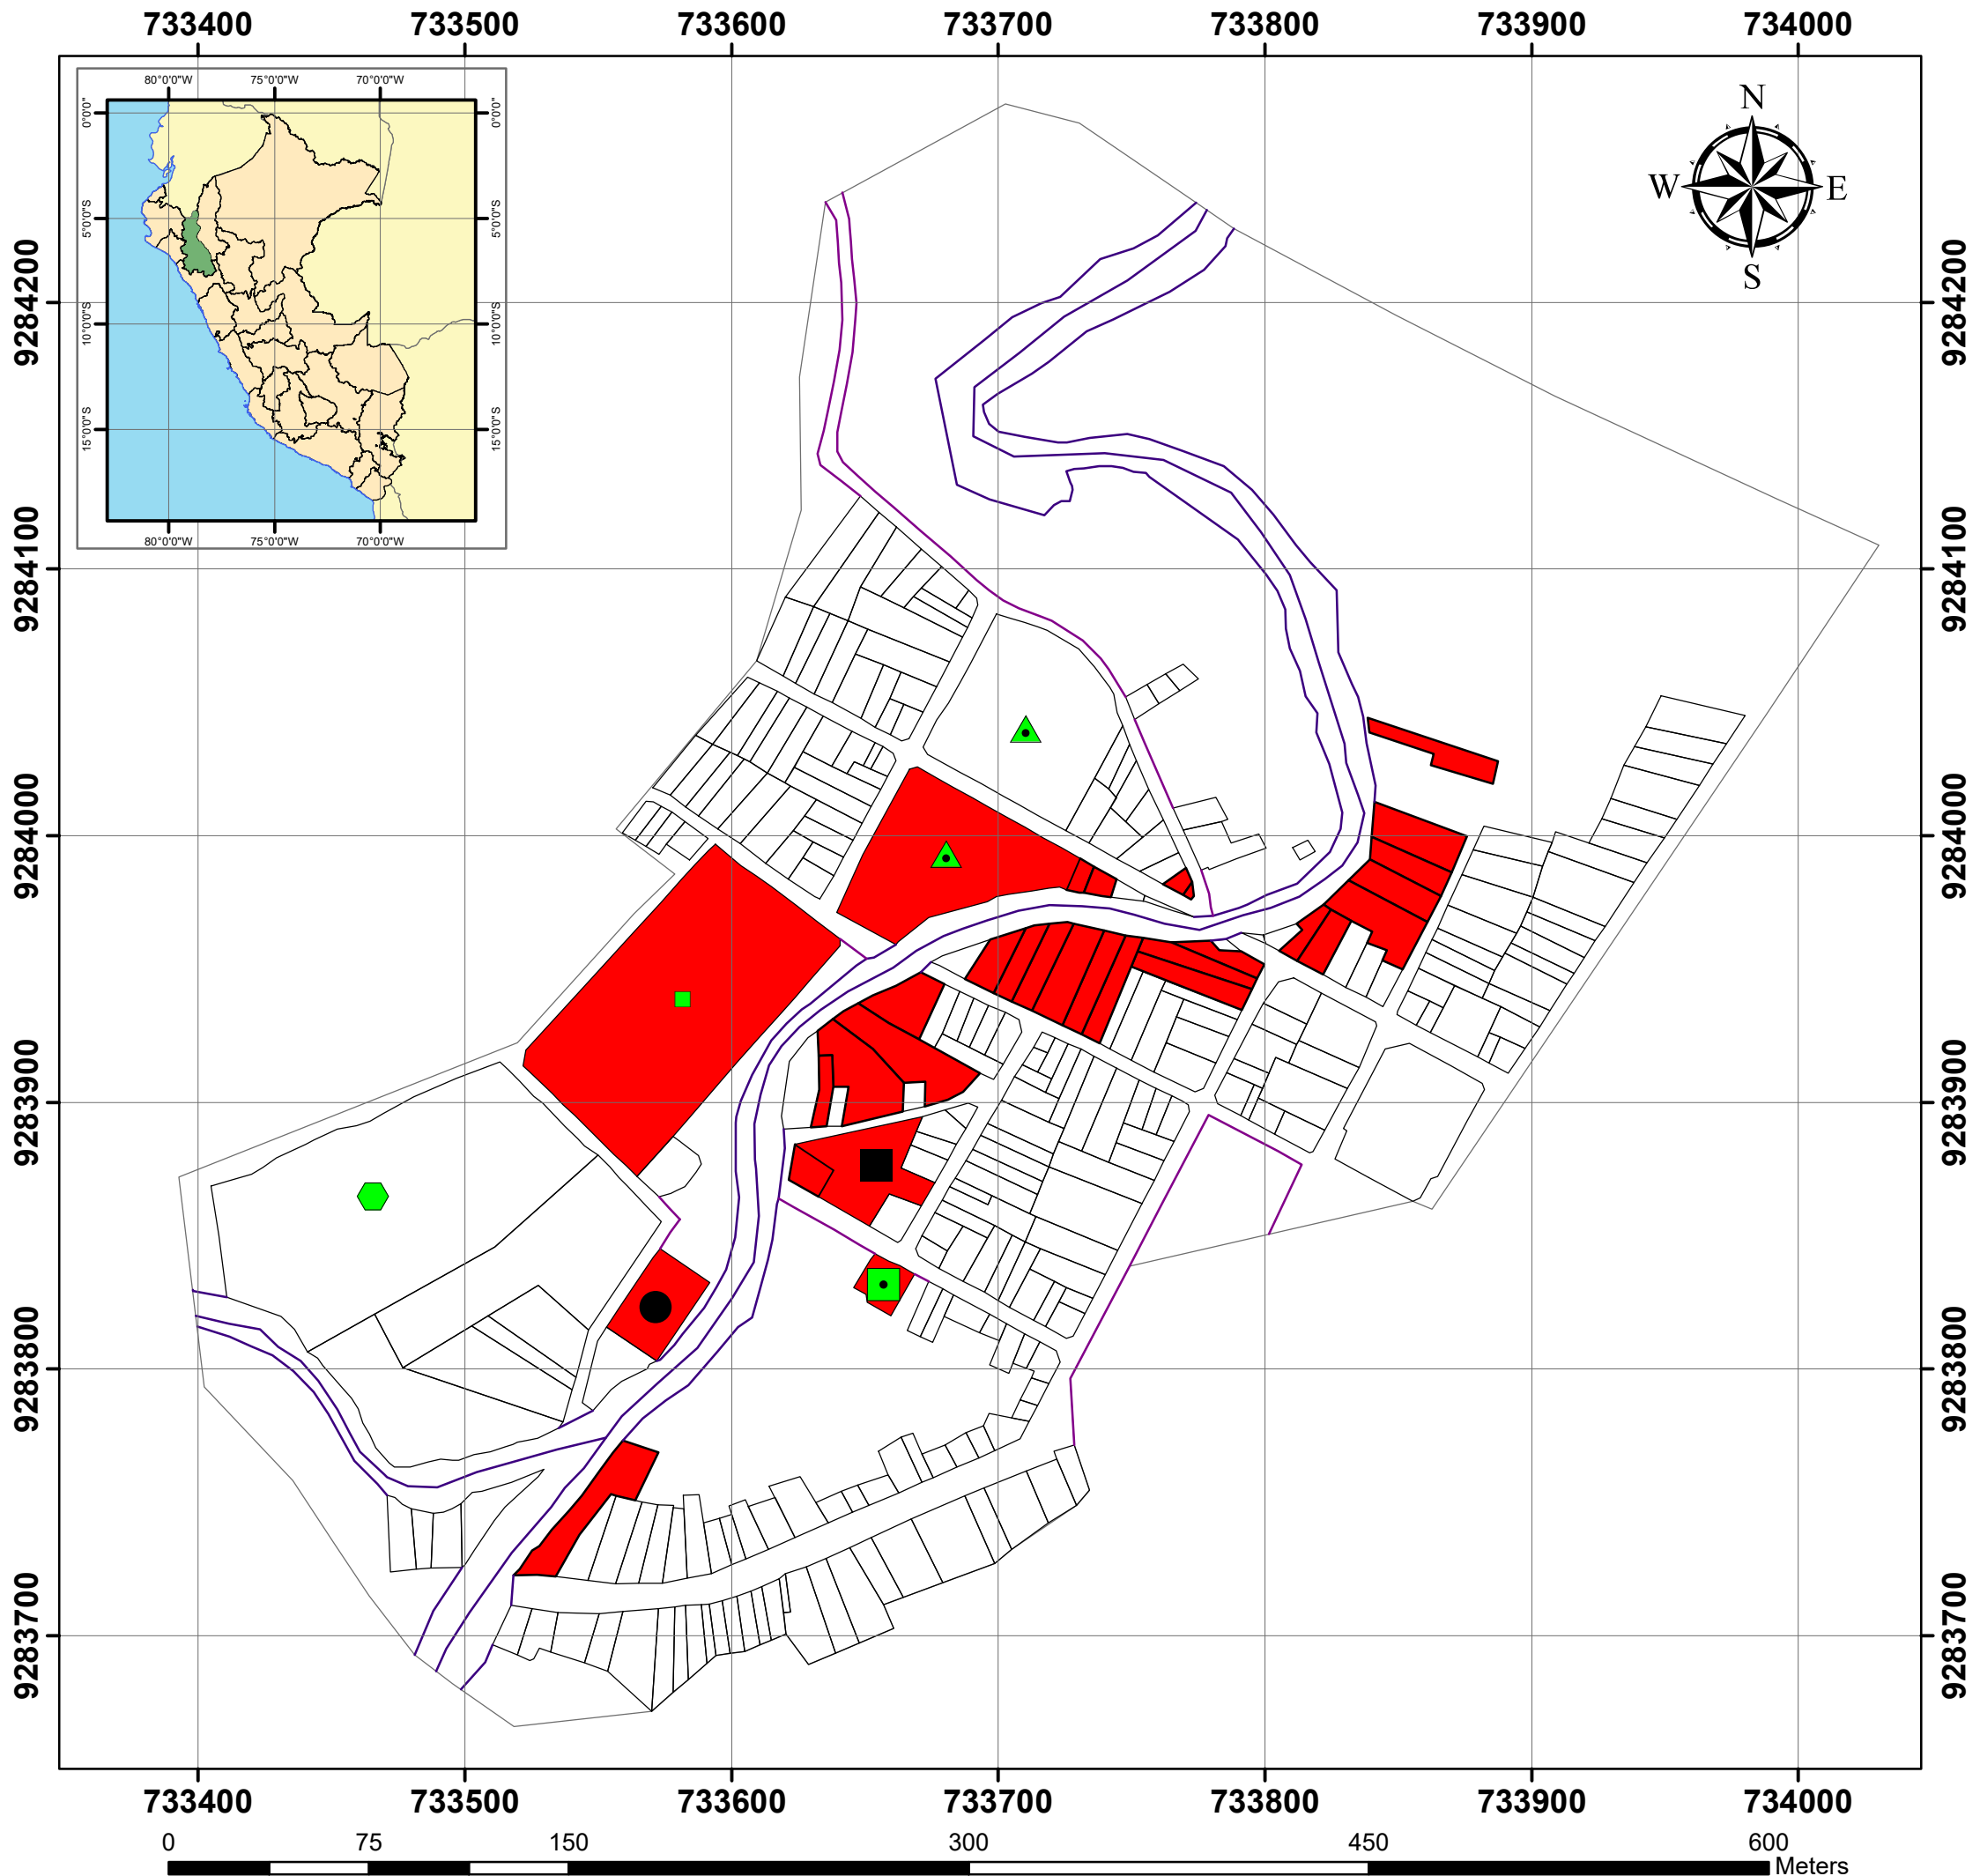 733400 733500 733600 733700 733800 733900 734000
80°0'0"W 75°0'0"W 70°0'0"W
0°0'0" 0°0'0"
5°0'0"S 5°0'0"S
10°0'0"S 10°0'0"S
15°0'0"S 15°0'0"S
80°0'0"W 75°0'0"W 70°0'0"W
N
W E
S
9284200 9284200
9284100 9284100
9284000 9284000
9283900 9283900
9283800 9283800
9283700 9283700
733400 733500 733600 733700 733800 733900 734000
0 75 150 300 450 600
Meters